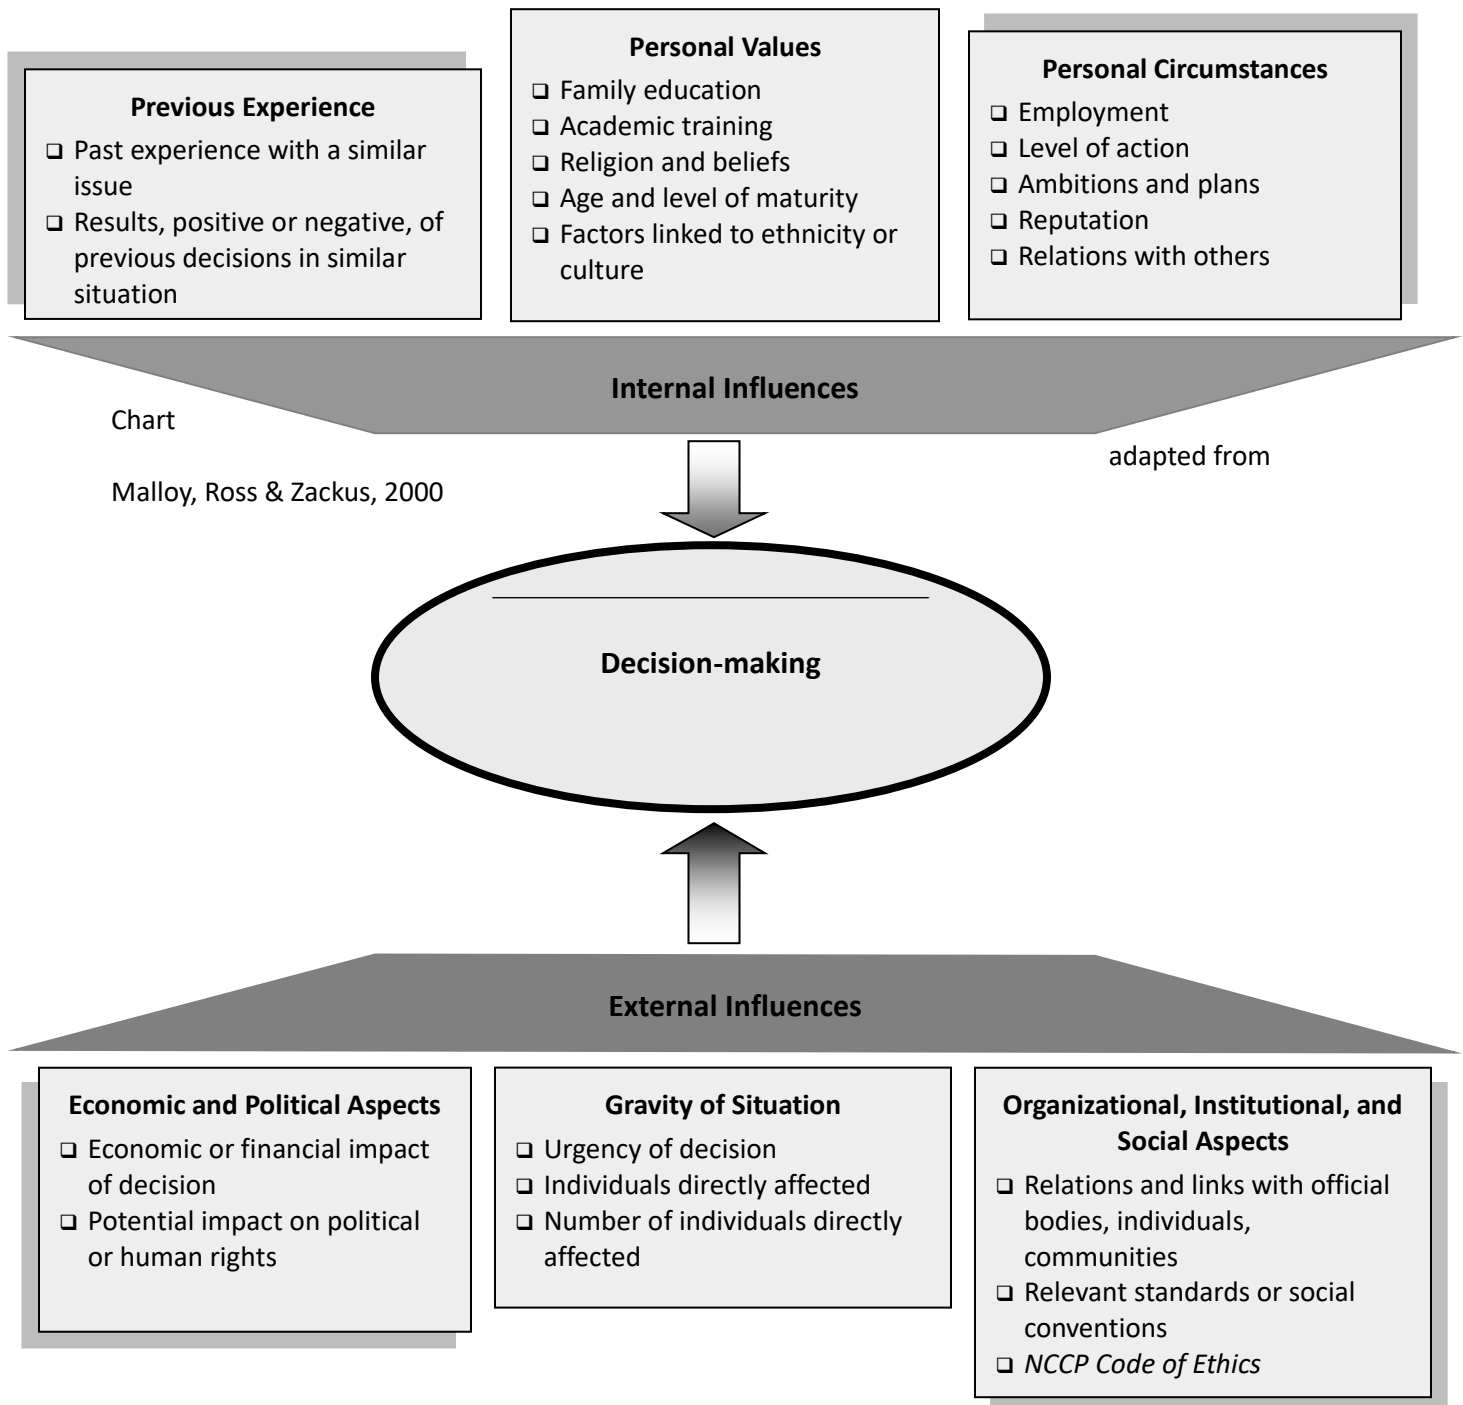 Previous Experience
❑ Past experience with a similar
issue
❑ Results, positive or negative, of
previous decisions in similar
situation
Personal Values
❑ Family education
❑ Academic training
❑ Religion and beliefs
❑ Age and level of maturity
❑ Factors linked to ethnicity or
culture
Personal Circumstances
❑ Employment
❑ Level of action
❑ Ambitions and plans
❑ Reputation
❑ Relations with others
Internal Influences
Chart
adapted from
Malloy, Ross & Zackus, 2000
Decision-making
External Influences
Economic and Political Aspects
❑ Economic or financial impact
of decision
❑ Potential impact on political
or human rights
Gravity of Situation
❑ Urgency of decision
❑ Individuals directly affected
❑ Number of individuals directly
affected
Organizational, Institutional, and
Social Aspects
❑ Relations and links with official
bodies, individuals,
communities
❑ Relevant standards or social
conventions
❑ NCCP Code of Ethics